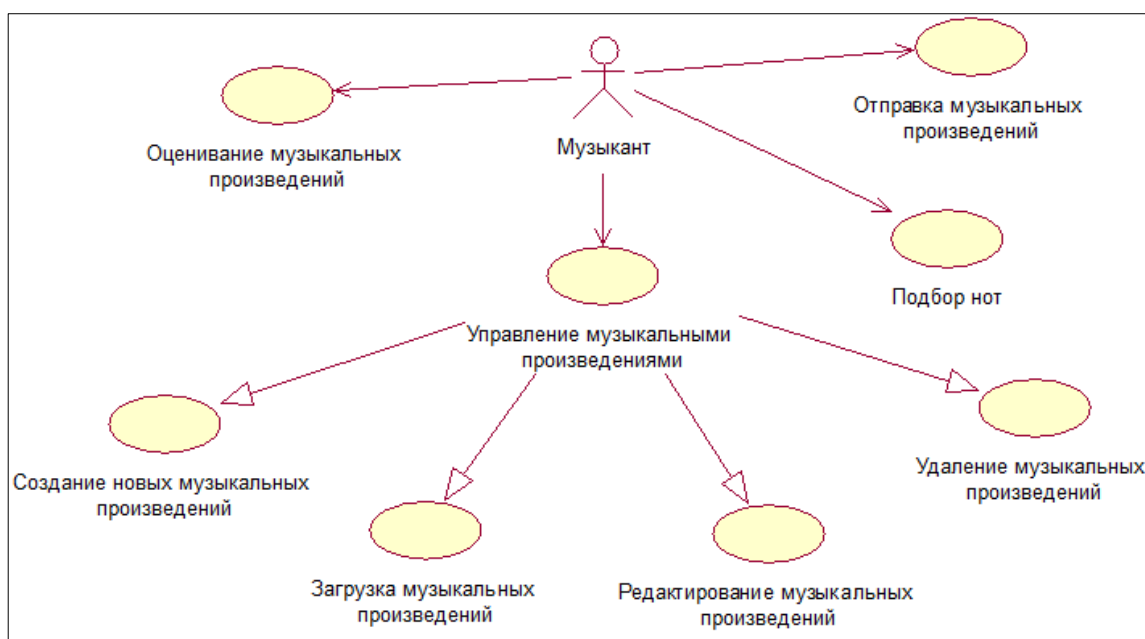 Музыкант
Отправка музыкальных
произведений
Оценивание музыкальных
произведений
Подбор нот
Управление музыкальными
произведениями
Создание новых музыкальных
произведений
Удаление музыкальных
произведений
Загрузка музыкальных
произведений
Редактирование музыкальных
произведений